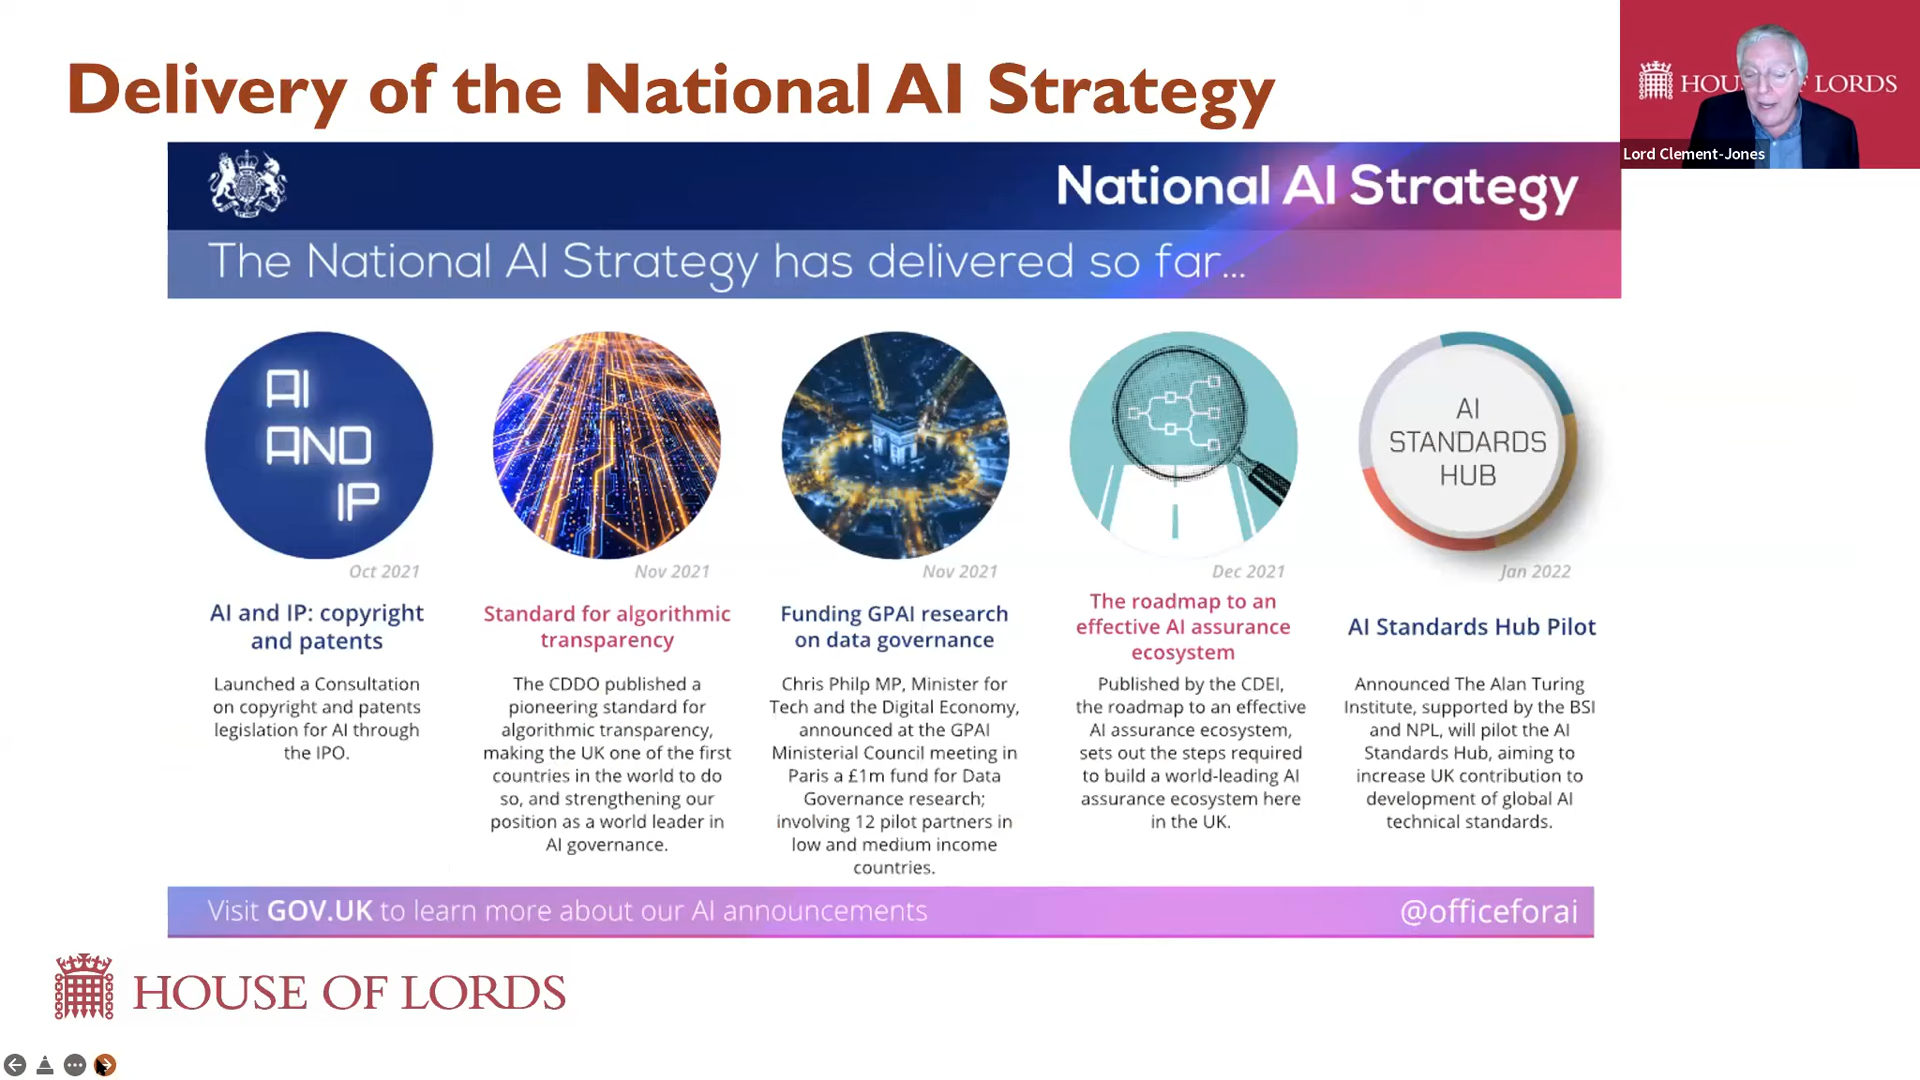 Delivery of the National AI Strategy
HOUSE OF LORDS
Lord Clement-Jones
National AI Strategy
The National AI Strategy has delivered so far...
AI
AND
IP
AI
STANDARDS
HUB
Oct 2021
Nov 2021
Nov 2021
Dec 2021
Jan 2022
AI and IP: copyright
and patents
Launched a Consultation
on copyright and patents
legislation for AI through
the IPO.
Standard for algorithmic
transparency
The CDDO published a
pioneering standard for
algorithmic transparency,
making the UK one of the first
countries in the world to do
so, and strengthening our
position as a world leader in
AI governance.
Funding GPAI research
on data governance
Chris Philp MP, Minister for
Tech and the Digital Economy,
announced at the GPAI
Ministerial Council meeting in
Paris a £1m fund for Data
Governance research;
involving 12 pilot partners in
low and medium income
countries.
The roadmap to an
effective AI assurance
ecosystem
Published by the CDEI,
the roadmap to an effective
AI assurance ecosystem,
sets out the steps required
to build a world-leading AI
assurance ecosystem here
in the UK.
AI Standards Hub Pilot
Announced The Alan Turing
Institute, supported by the BSI
and NPL, will pilot the AI
Standards Hub, aiming to
increase UK contribution to
development of global AI
technical standards.
Visit GOV.UK to learn more about our AI announcements
@officeforai
HOUSE OF LORDS